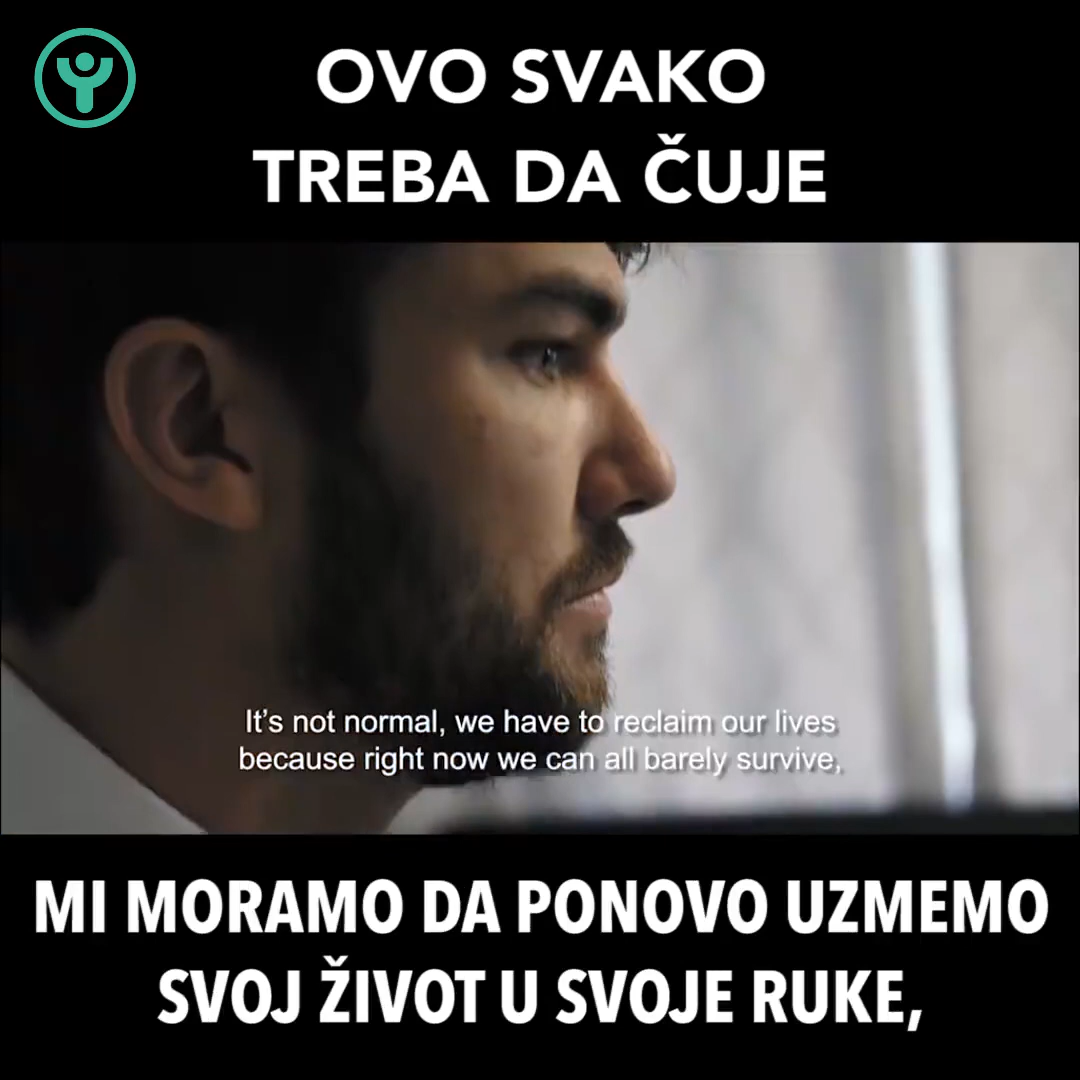 OVO SVAKO
TREBA DA ČUJE
It's not normal, we have to reclaim our lives
because right now we can all barely survive,
MI MORAMO DA PONOVO UZMEMO
SVOJ ŽIVOT U SVOJE RUKE,